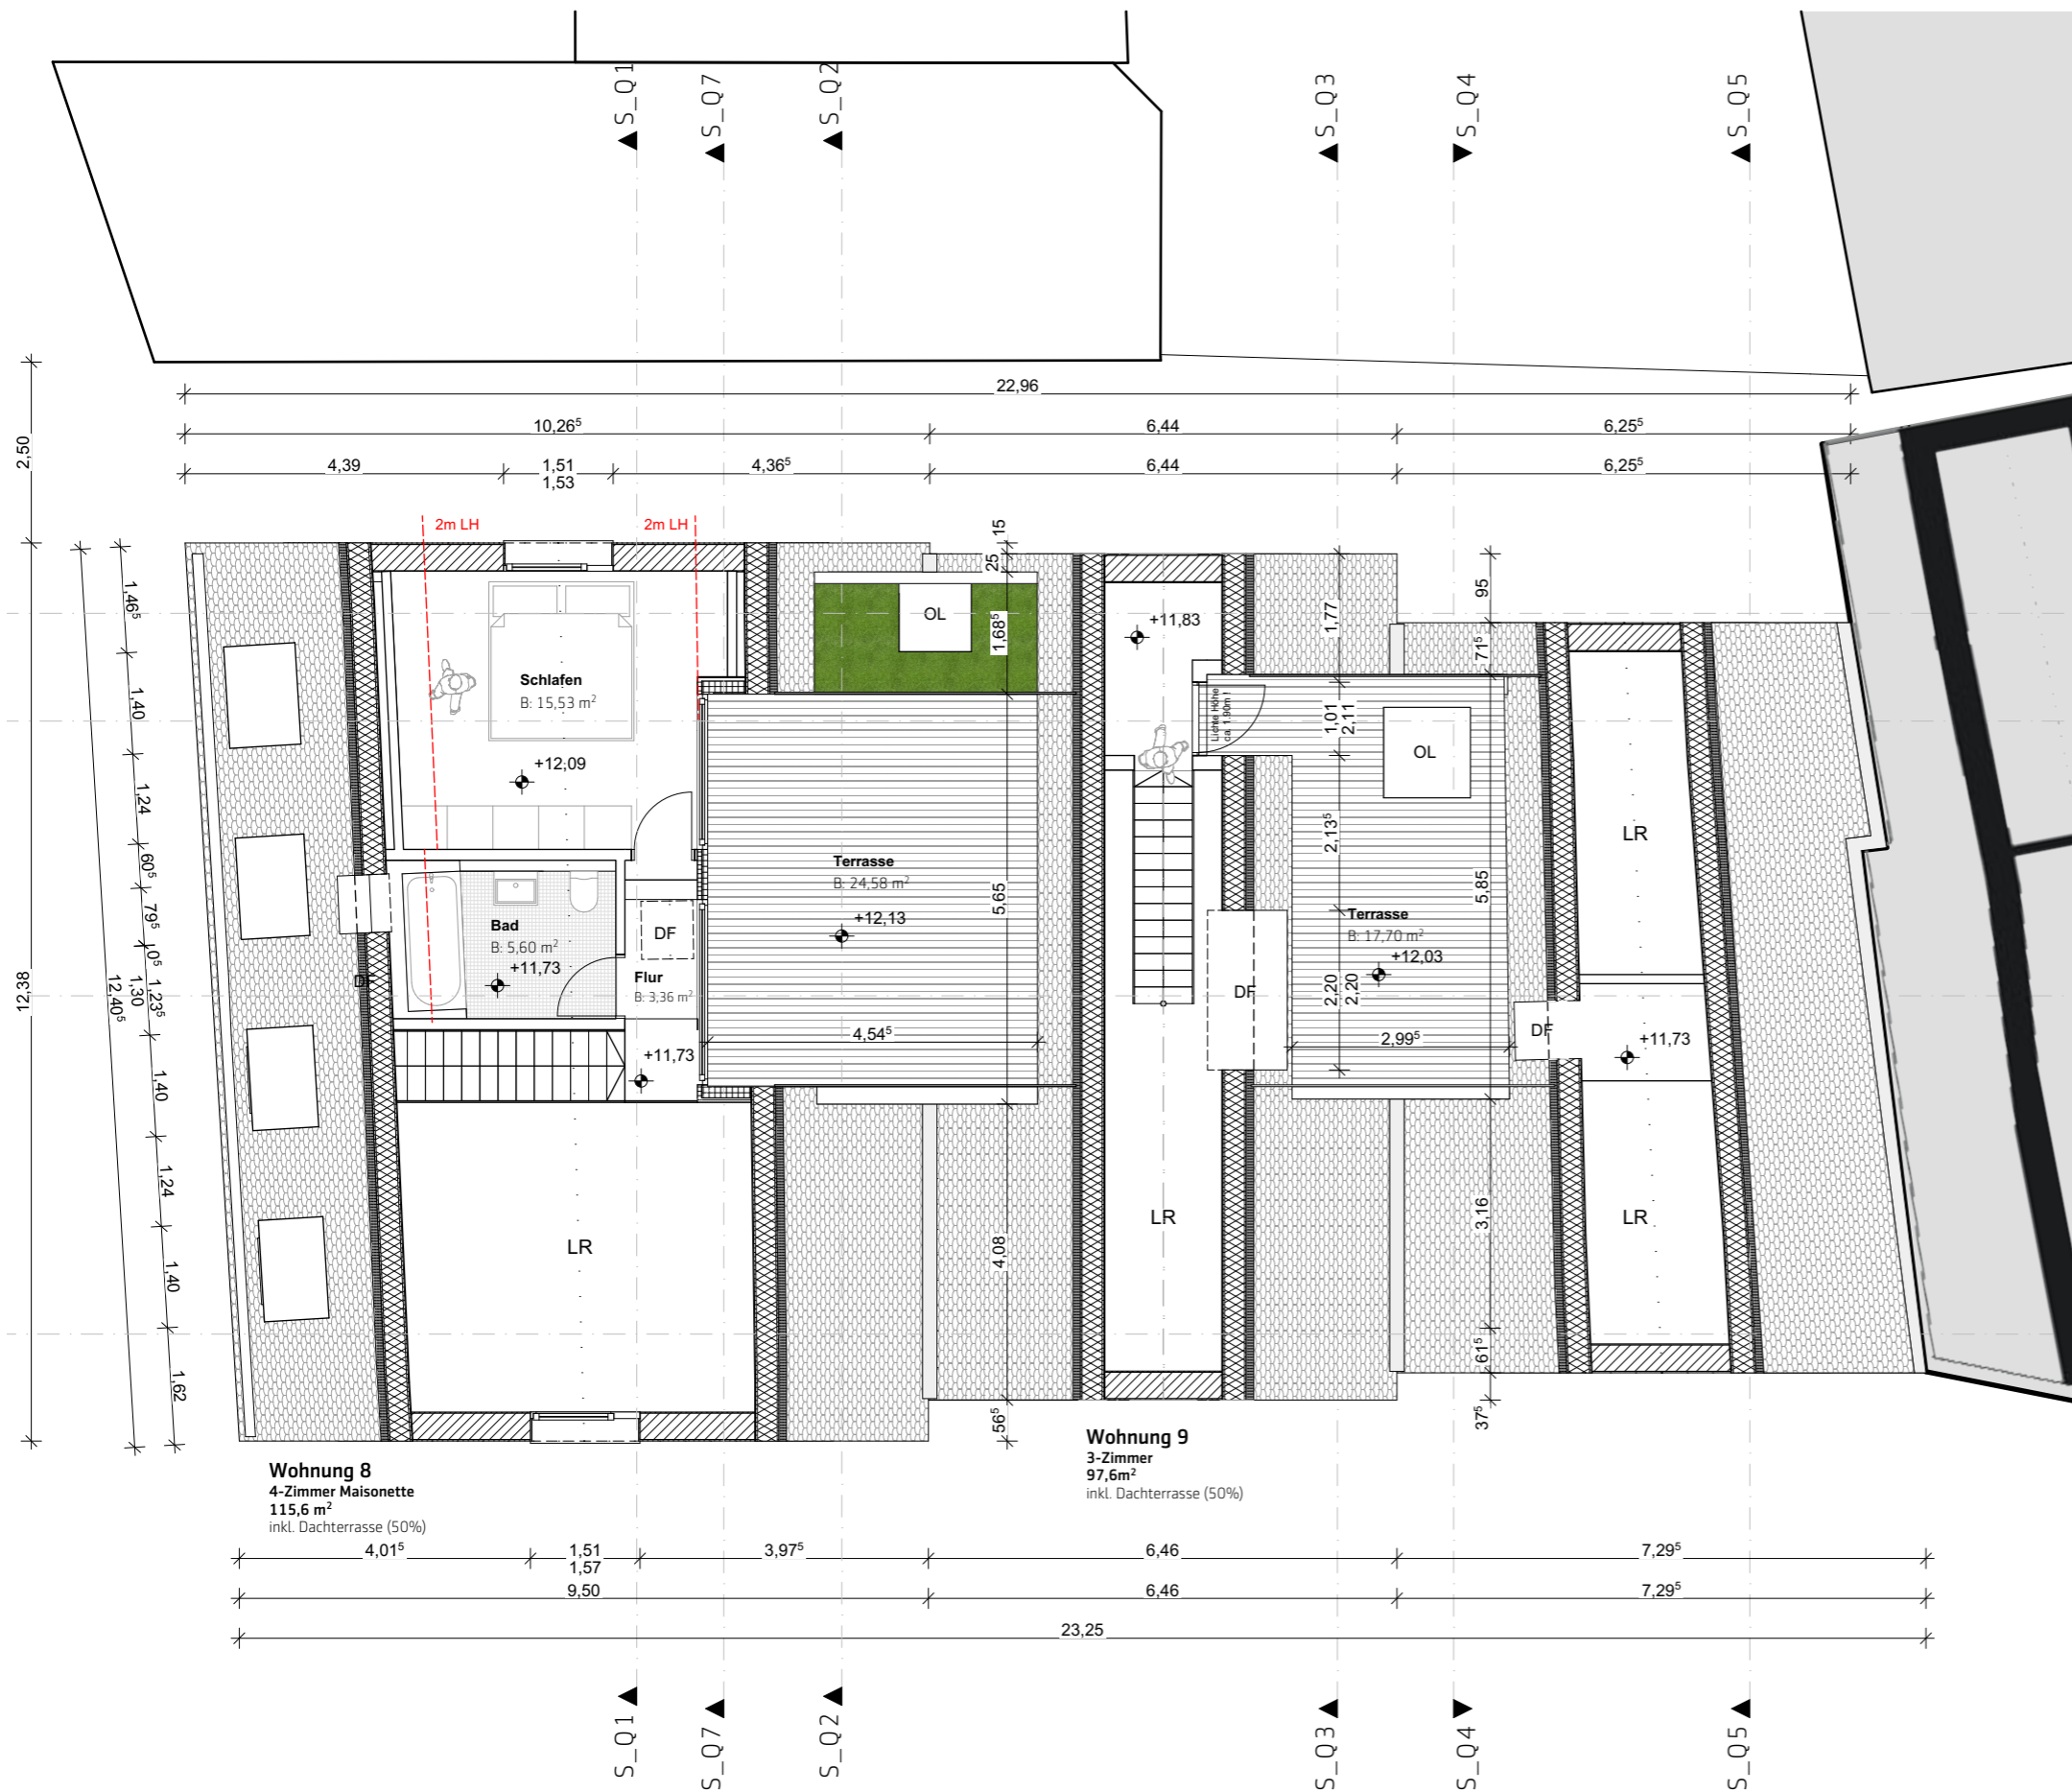 S_Q1
S_Q7
S_Q2
S_Q3
S_Q4
S_Q5
22,96
10,26⁵
6,44
6,25⁵
4,39
1,51
1,53
4,36⁵
6,44
6,25⁵
2,50
12,38
12,40⁵
1,46⁵
1,40
1,24
60⁵
79⁵
0⁵
1,23⁵
1,30
1,40
1,24
1,40
1,62
2m LH
2m LH
Schlafen
B: 15,53 m²
+12,09
Bad
B: 5,60 m²
+11,73
DF
DF
Flur
B: 3,36 m²
+11,73
LR
15
25
1,68⁵
OL
Terrasse
B: 24,58 m²
+12,13
5,65
4,54⁵
4,08
56⁵
+11,83
Lichte Höhe
ca. 1.90m !
LR
DF
1,77
1,01
2,11
2,13⁵
2,20
2,20
OL
Terrasse
B: 17,70 m²
+12,03
2,99⁵
95
71⁵
5,85
3,16
61⁵
37⁵
LR
DF
+11,73
LR
Wohnung 8
4-Zimmer Maisonette
115,6 m²
inkl. Dachterrasse (50%)
Wohnung 9
3-Zimmer
97,6m²
inkl. Dachterrasse (50%)
4,01⁵
1,51
1,57
3,97⁵
6,46
7,29⁵
9,50
6,46
7,29⁵
23,25
S_Q1
S_Q7
S_Q2
S_Q3
S_Q4
S_Q5